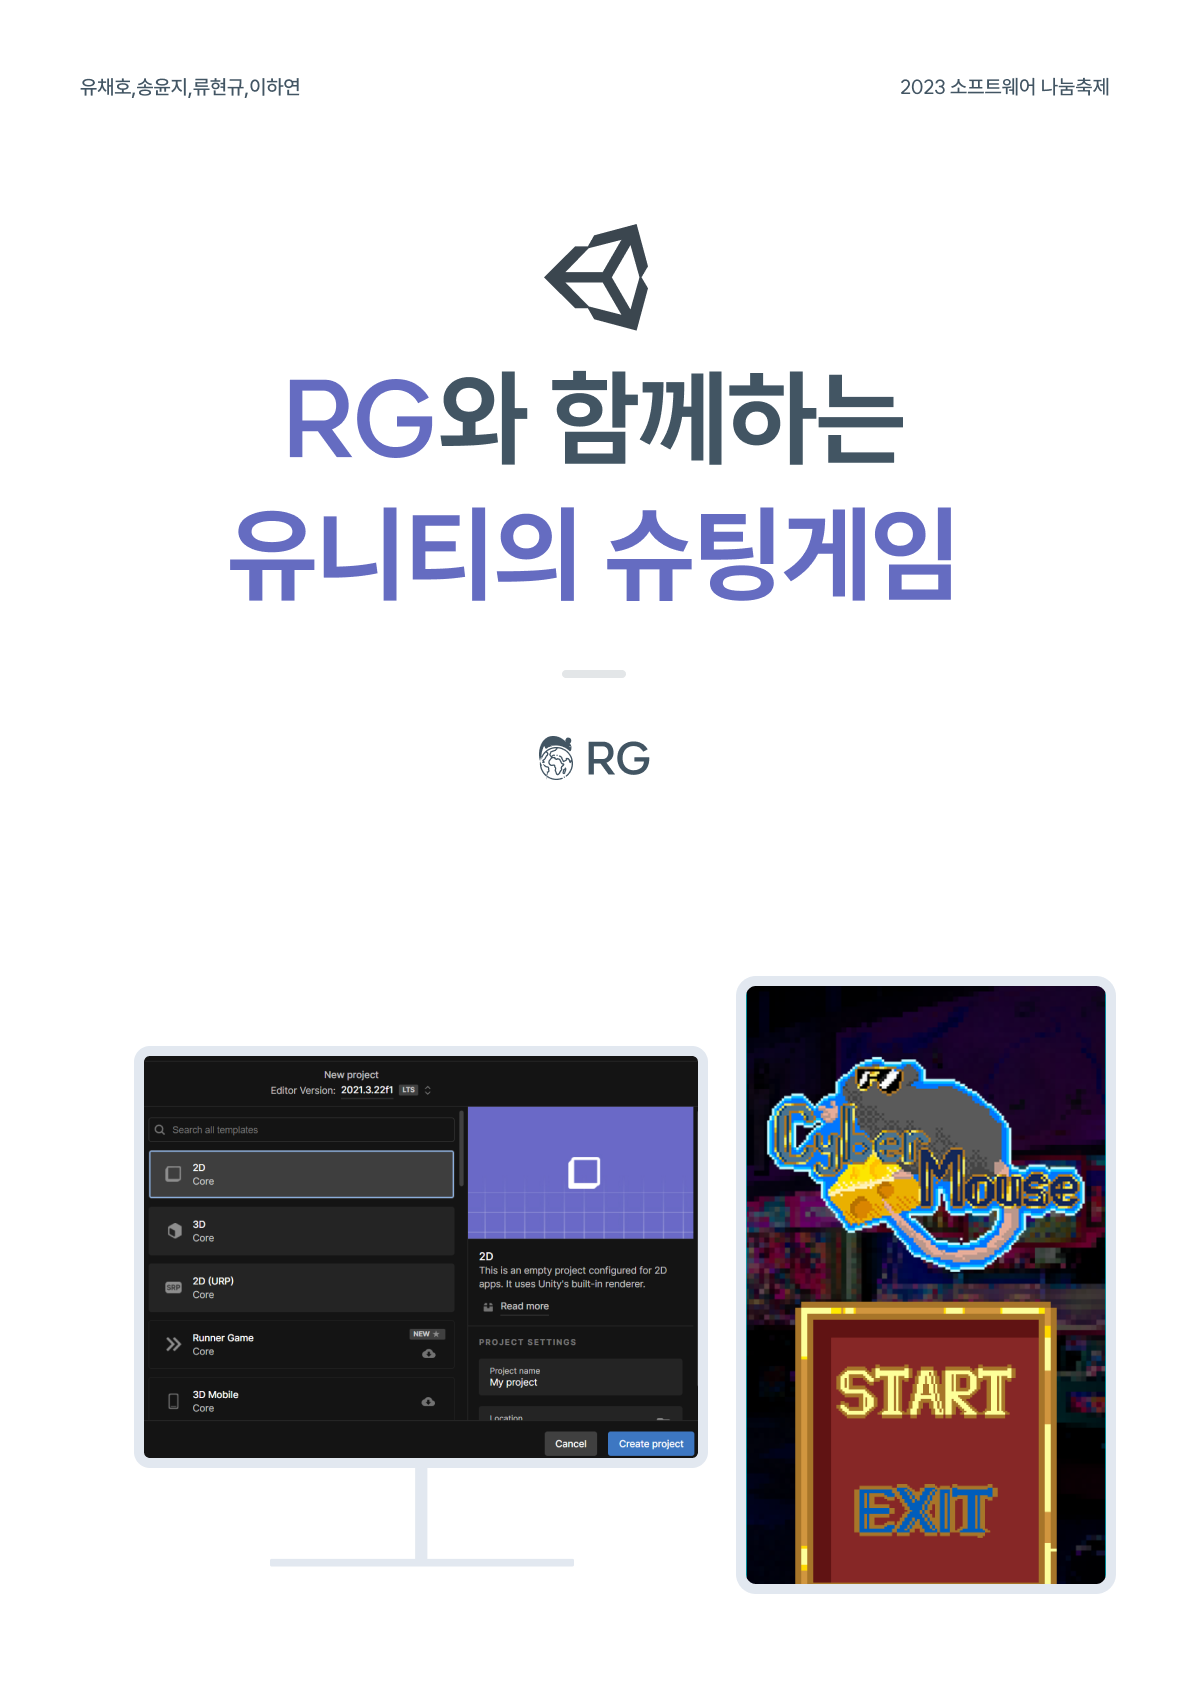 유채호,송윤지,류현규,이하연
2023 소프트웨어 나눔축제
RG와 함께하는
유니티의 슈팅게임
RG
New project
Editor Version: 2021.3.22f1 LTS
Search all templates
2D
Core
3D
Core
SRP
2D (URP)
Core
Runner Game
Core
NEW ★
3D Mobile
Core
2D
This is an empty project configured for 2D
apps. It uses Unity's built-in renderer.
Read more
PROJECT SETTINGS
Project name
My project
Location
Cancel
Create project
Cyber
Mouse
START
EXIT